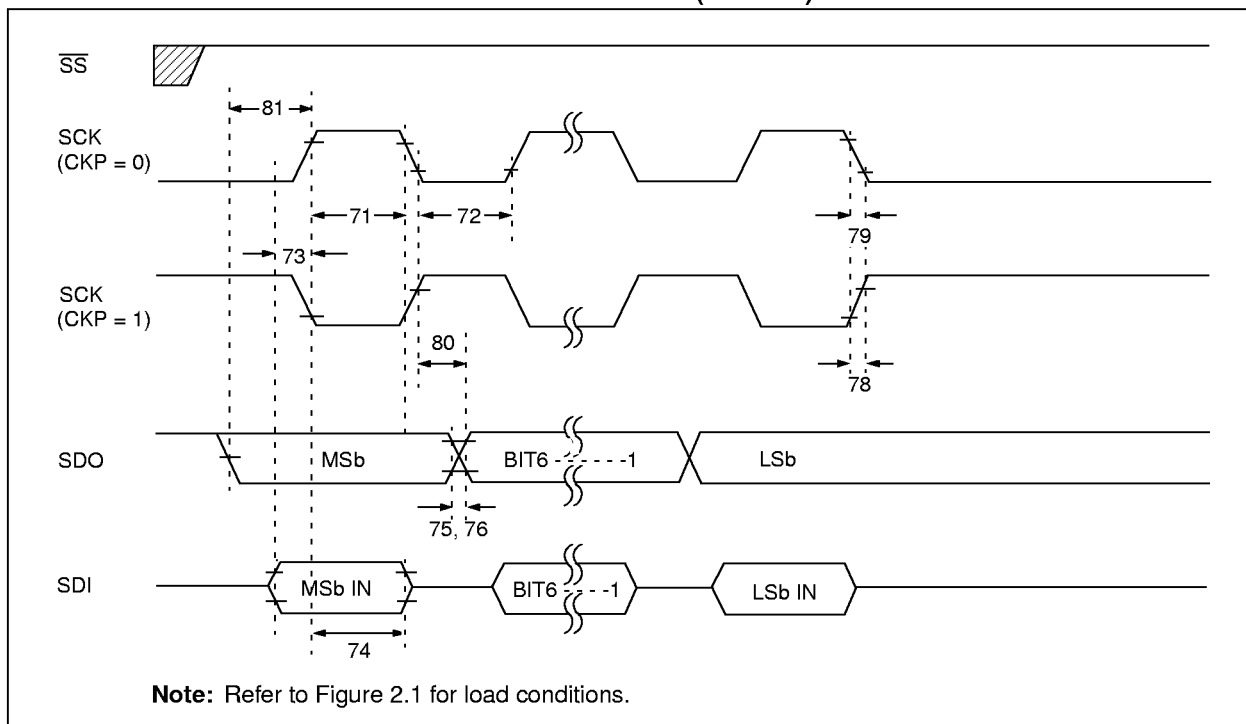 SS
81
SCK
(CKP = 0)
71
72
79
73
SCK
(CKP = 1)
80
78
SDO
MSb
BIT6 - - - - - -1
LSb
75, 76
SDI
MSb IN
BIT6 - - - -1
LSb IN
74
Note: Refer to Figure 2.1 for load conditions.